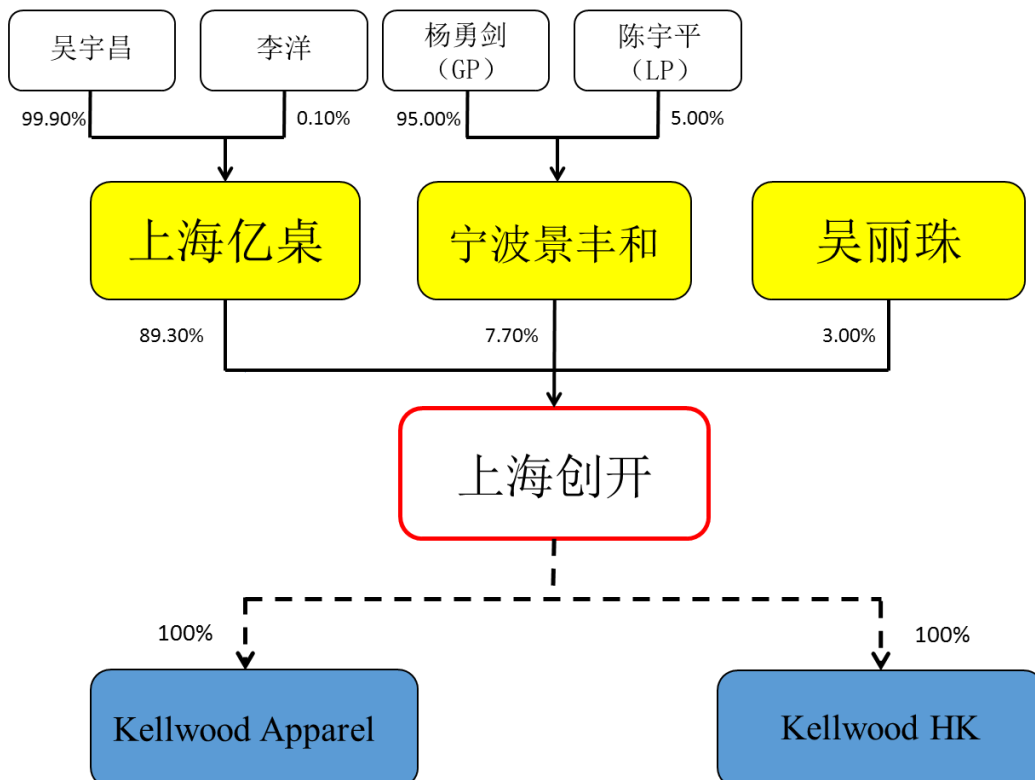 吴宇昌
李洋
杨勇剑
（GP）
陈宇平
（LP）
99.90%
0.10%
95.00%
5.00%
上海亿桌
宁波景丰和
吴丽珠
89.30%
7.70%
3.00%
上海创开
100%
100%
Kellwood Apparel
Kellwood HK